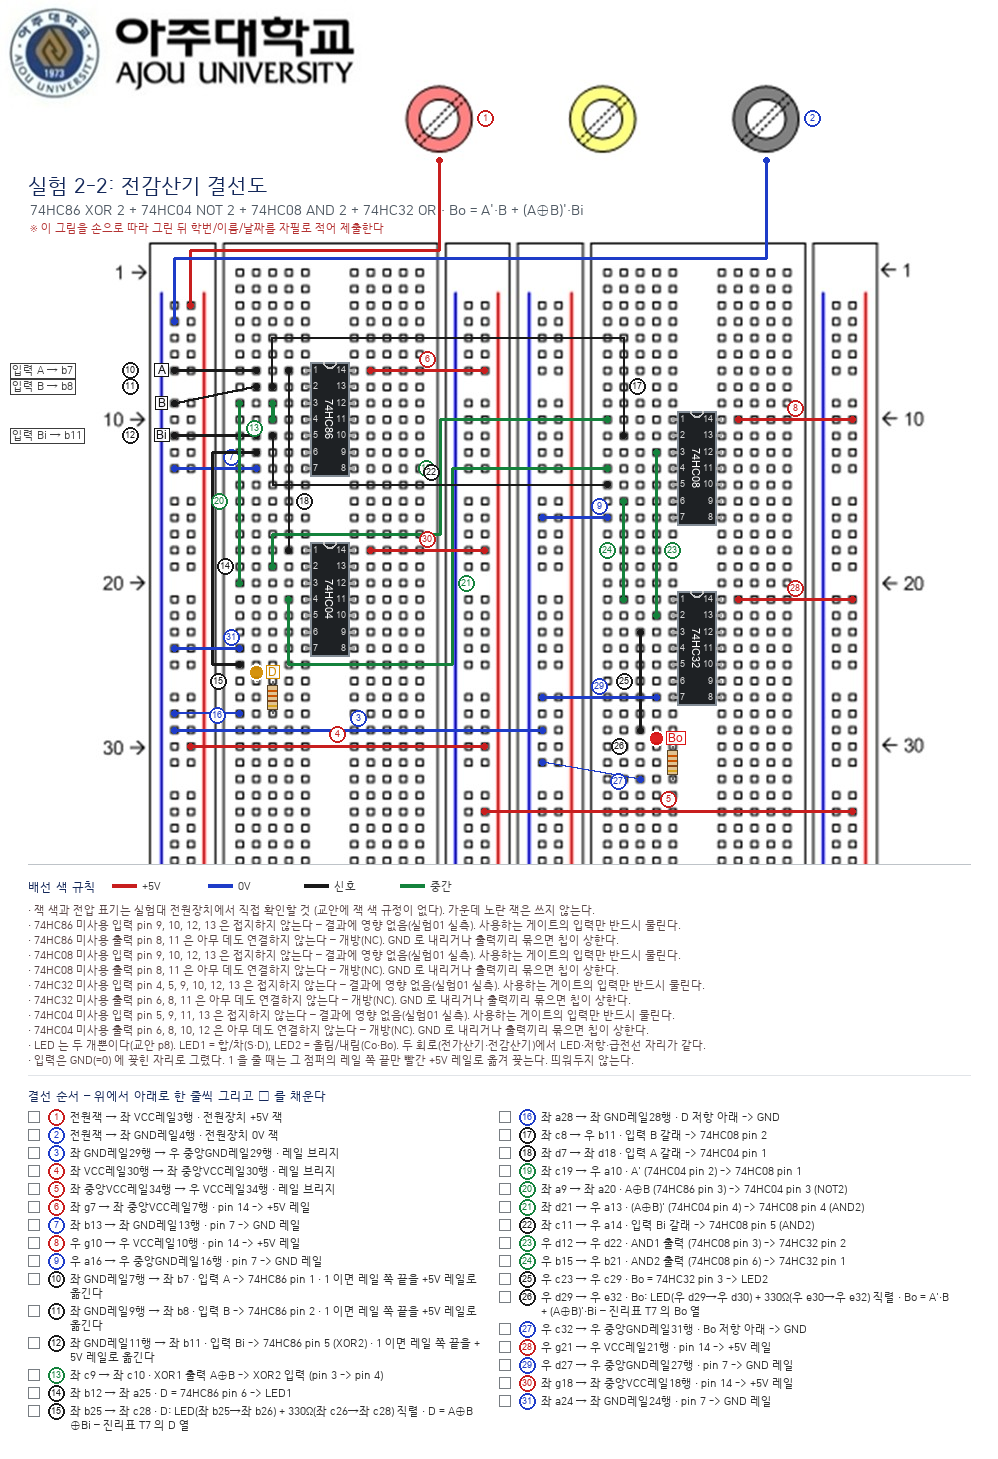 아주대학교
AJOU UNIVERSITY
1973
1
2
실험 2-2: 전감산기 결선도
74HC86 XOR 2 + 74HC04 NOT 2 + 74HC08 AND 2 + 74HC32 OR · Bo = A'·B + (A⊕B)'·Bi
※ 이 그림을 손으로 따라 그린 뒤 학번/이름/날짜를 자필로 적어 제출한다
1 → ← 1
입력 A → b7 10 A
입력 B → b8 11 B
입력 Bi → b11 12 Bi
10 → ← 10
20 → ← 20
30 → ← 30
74HC86
74HC04
74HC08
74HC32
D
Bo
배선 색 규칙 +5V 0V 신호 중간
· 잭 색과 전압 표기는 실험대 전원장치에서 직접 확인할 것 (교안에 잭 색 규정이 없다). 가운데 노란 잭은 쓰지 않는다.
· 74HC86 미사용 입력 pin 9, 10, 12, 13 은 접지하지 않는다 – 결과에 영향 없음(실험01 실측). 사용하는 게이트의 입력만 반드시 물린다.
· 74HC86 미사용 출력 pin 8, 11 은 아무 데도 연결하지 않는다 – 개방(NC). GND 로 내리거나 출력끼리 묶으면 칩이 상한다.
· 74HC08 미사용 입력 pin 9, 10, 12, 13 은 접지하지 않는다 – 결과에 영향 없음(실험01 실측). 사용하는 게이트의 입력만 반드시 물린다.
· 74HC08 미사용 출력 pin 8, 11 은 아무 데도 연결하지 않는다 – 개방(NC). GND 로 내리거나 출력끼리 묶으면 칩이 상한다.
· 74HC32 미사용 입력 pin 4, 5, 9, 10, 12, 13 은 접지하지 않는다 – 결과에 영향 없음(실험01 실측). 사용하는 게이트의 입력만 반드시 물린다.
· 74HC32 미사용 출력 pin 6, 8, 11 은 아무 데도 연결하지 않는다 – 개방(NC). GND 로 내리거나 출력끼리 묶으면 칩이 상한다.
· 74HC04 미사용 입력 pin 5, 9, 11, 13 은 접지하지 않는다 – 결과에 영향 없음(실험01 실측). 사용하는 게이트의 입력만 반드시 물린다.
· 74HC04 미사용 출력 pin 6, 8, 10, 12 은 아무 데도 연결하지 않는다 – 개방(NC). GND 로 내리거나 출력끼리 묶으면 칩이 상한다.
· LED 는 두 개뿐이다(교안 p8). LED1 = 합/차(S·D), LED2 = 올림/내림(Co·Bo). 두 회로(전가산기·전감산기)에서 LED·저항·급전선 자리가 같다.
· 입력은 GND(=0) 에 꽂힌 자리로 그렸다. 1 을 줄 때는 그 점퍼의 레일 쪽 끝만 빨간 +5V 레일로 옮겨 꽂는다. 띄워두지 않는다.
결선 순서 – 위에서 아래로 한 줄씩 그리고 □ 를 채운다
1 전원잭 → 좌 VCC레일3행 · 전원장치 +5V 잭
2 전원잭 → 좌 GND레일4행 · 전원장치 0V 잭
3 좌 GND레일29행 → 우 중앙GND레일29행 · 레일 브리지
4 좌 VCC레일30행 → 좌 중앙VCC레일30행 · 레일 브리지
5 좌 중앙VCC레일34행 → 우 VCC레일34행 · 레일 브리지
6 좌 g7 → 좌 중앙VCC레일7행 · pin 14 -> +5V 레일
7 좌 b13 → 좌 GND레일13행 · pin 7 -> GND 레일
8 우 g10 → 우 VCC레일10행 · pin 14 -> +5V 레일
9 우 a16 → 우 중앙GND레일16행 · pin 7 -> GND 레일
10 좌 GND레일7행 → 좌 b7 · 입력 A -> 74HC86 pin 1 · 1 이면 레일 쪽 끝을 +5V 레일로
옮긴다
11 좌 GND레일9행 → 좌 b8 · 입력 B -> 74HC86 pin 2 · 1 이면 레일 쪽 끝을 +5V 레일로
옮긴다
12 좌 GND레일11행 → 좌 b11 · 입력 Bi -> 74HC86 pin 5 (XOR2) · 1 이면 레일 쪽 끝을 +
5V 레일로 옮긴다
13 좌 c9 → 좌 c10 · XOR1 출력 A⊕B -> XOR2 입력 (pin 3 -> pin 4)
14 좌 b12 → 좌 a25 · D = 74HC86 pin 6 -> LED1
15 좌 b25 → 좌 c28 · D: LED(좌 b25→좌 b26) + 330Ω(좌 c26→좌 c28) 직렬 · D = A⊕B
⊕Bi – 진리표 T7 의 D 열
16 좌 a28 → 좌 GND레일28행 · D 저항 아래 -> GND
17 좌 c8 → 우 b11 · 입력 B 갈래 -> 74HC08 pin 2
18 좌 d7 → 좌 d18 · 입력 A 갈래 -> 74HC04 pin 1
19 좌 c19 → 우 a10 · A' (74HC04 pin 2) -> 74HC08 pin 1
20 좌 a9 → 좌 a20 · A⊕B (74HC86 pin 3) -> 74HC04 pin 3 (NOT2)
21 좌 d21 → 우 a13 · (A⊕B)' (74HC04 pin 4) -> 74HC08 pin 4 (AND2)
22 좌 c11 → 우 a14 · 입력 Bi 갈래 -> 74HC08 pin 5 (AND2)
23 우 d12 → 우 d22 · AND1 출력 (74HC08 pin 3) -> 74HC32 pin 2
24 우 b15 → 우 b21 · AND2 출력 (74HC08 pin 6) -> 74HC32 pin 1
25 우 c23 → 우 c29 · Bo = 74HC32 pin 3 -> LED2
26 우 d29 → 우 e32 · Bo: LED(우 d29→우 d30) + 330Ω(우 e30→우 e32) 직렬 · Bo = A'·B
+ (A⊕B)'·Bi – 진리표 T7 의 Bo 열
27 우 c32 → 우 중앙GND레일31행 · Bo 저항 아래 -> GND
28 우 g21 → 우 VCC레일21행 · pin 14 -> +5V 레일
29 우 d27 → 우 중앙GND레일27행 · pin 7 -> GND 레일
30 좌 g18 → 좌 중앙VCC레일18행 · pin 14 -> +5V 레일
31 좌 a24 → 좌 GND레일24행 · pin 7 -> GND 레일